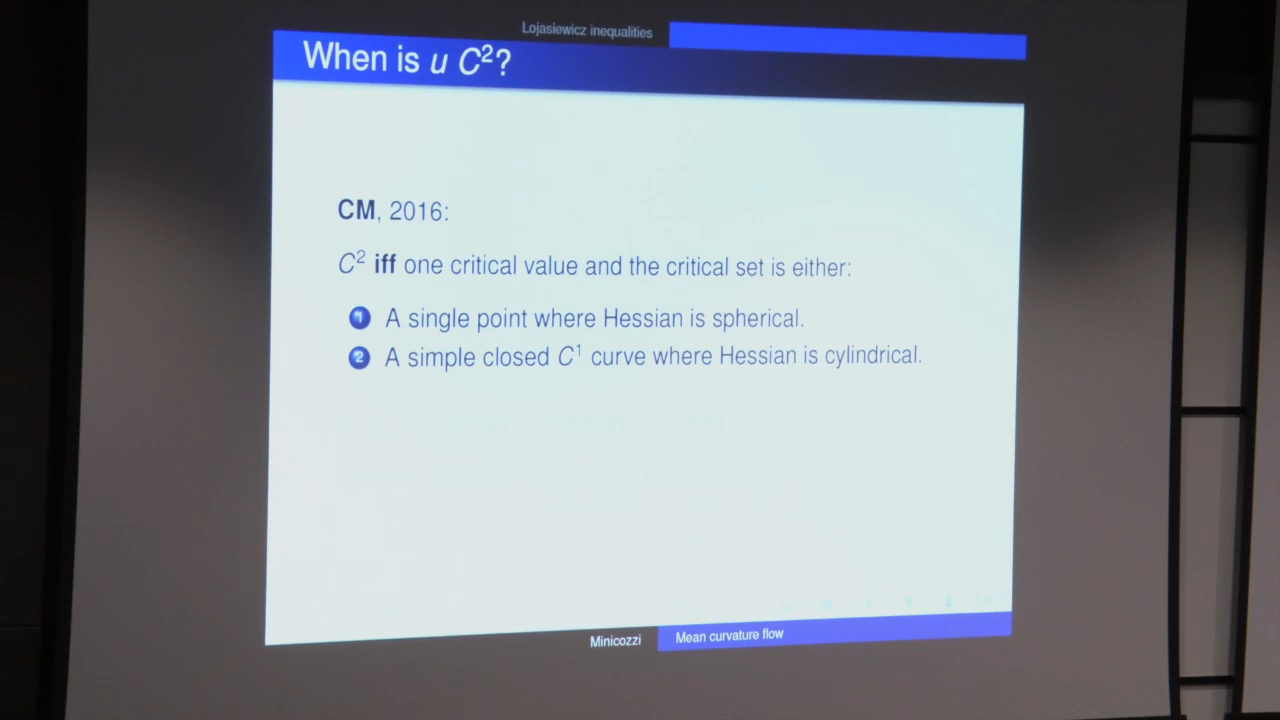 Lojasiewicz inequalities
When is u C²?
CM, 2016:
C² iff one critical value and the critical set is either:
1 A single point where Hessian is spherical.
2 A simple closed C¹ curve where Hessian is cylindrical.
Minicozzi
Mean curvature flow